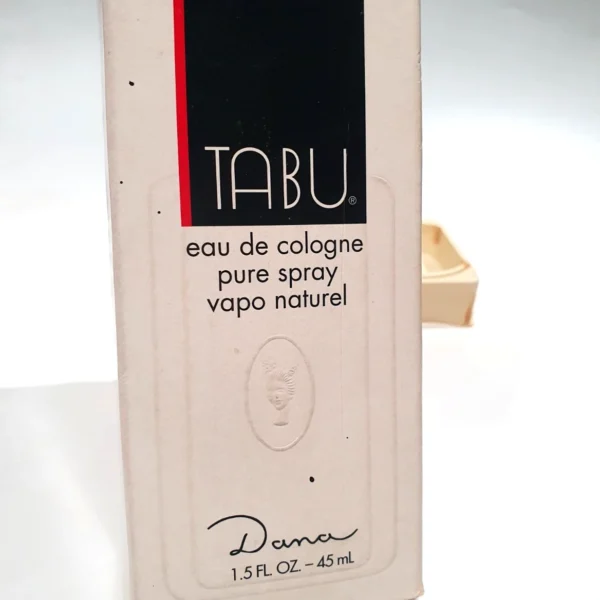 TABU®
eau de cologne
pure spray
vapo naturel
Dana
1.5 FL. OZ. – 45 mL